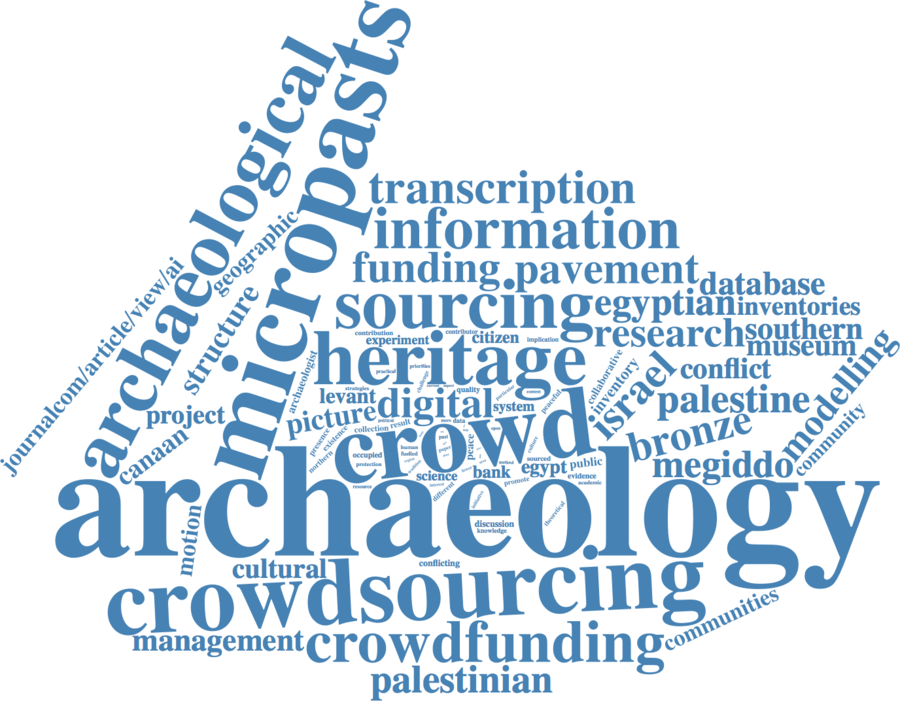 archaeological
micropasts
transcription
information
geographic
funding
pavement
database
journalcom/article/view/ai
structure
sourcing
egyptian
inventories
research
southern
museum
contribution
contributor
experiment
citizen
implication
heritage
archaeologist
practical
priorities
challenge
collaborative
inventory
israel
conflict
modelling
strategies
quality
levant
digital
system
peaceful
palestine
project
picture
crowd
bronze
community
canaan
collection
result
data
presence
existence
northern
peace
occupied
protection
megiddo
science
bank
egypt
public
sourced
evidence
academic
promote
resource
different
archaeology
discussion
knowledge
theoretical
motion
cultural
conflicting
crowdsourcing
management
crowdfunding
communities
palestinian